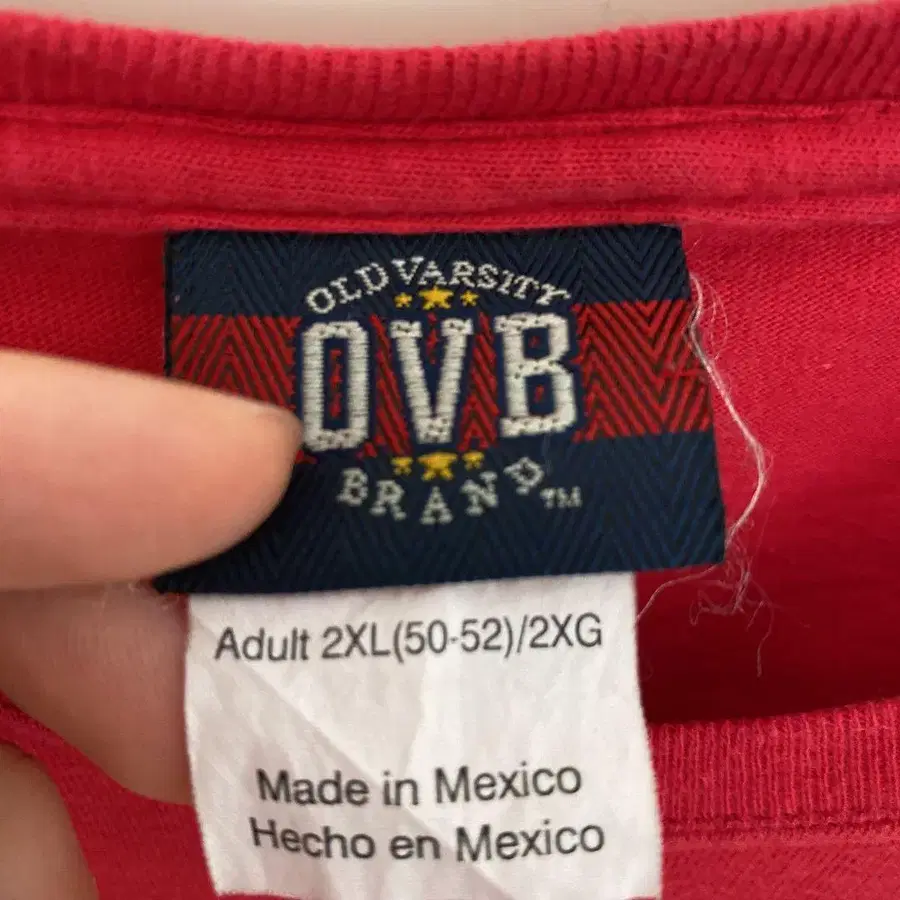 OLD VARSITY
OVB
BRAND™
Adult 2XL(50-52)/2XG
Made in Mexico
Hecho en Mexico